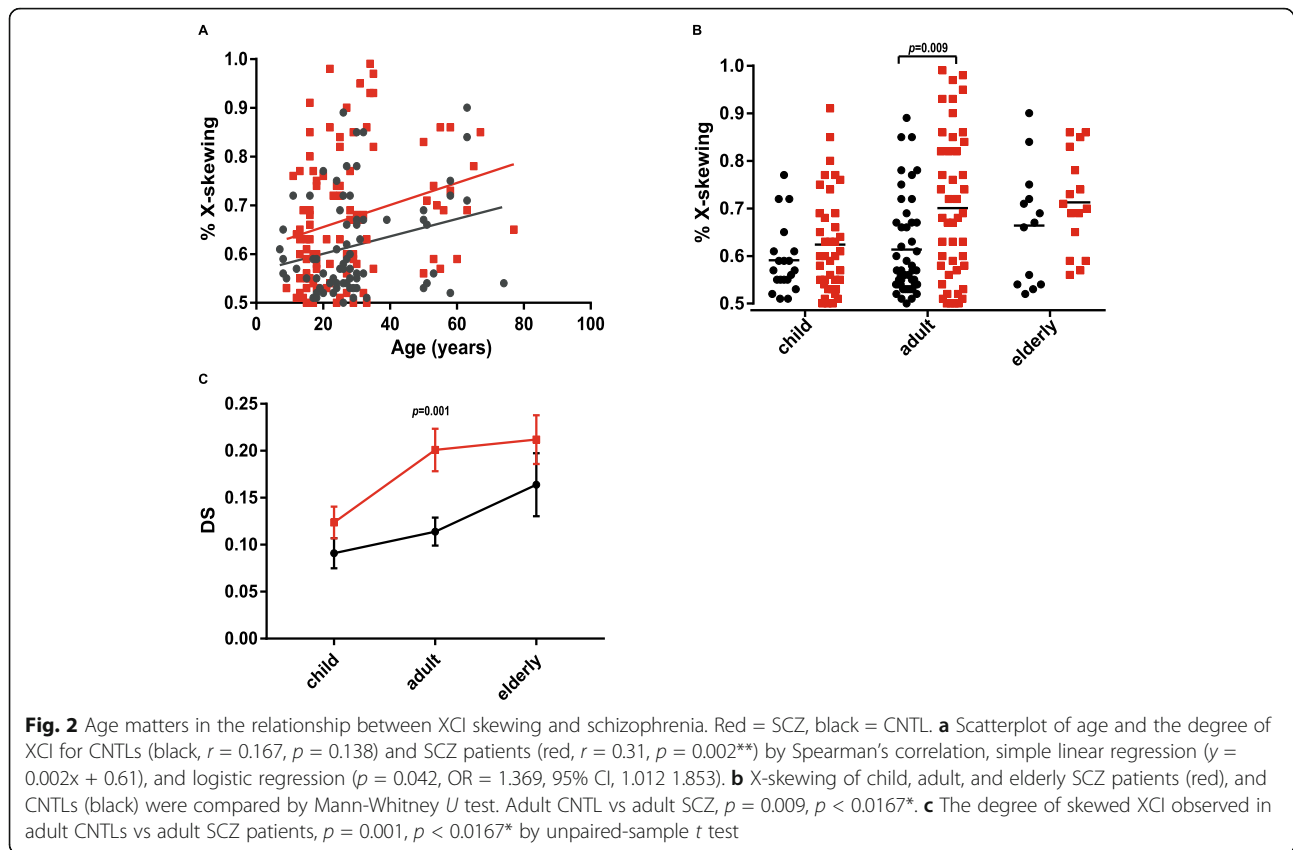 A
% X-skewing
1.0
0.9
0.8
0.7
0.6
0.5
0 20 40 60 80 100
Age (years)
B
p=0.009
% X-skewing
1.0
0.9
0.8
0.7
0.6
0.5
child adult elderly
C
p=0.001
DS
0.25
0.20
0.15
0.10
0.05
0.00
child adult elderly
Fig. 2 Age matters in the relationship between XCI skewing and schizophrenia. Red = SCZ, black = CNTL. a Scatterplot of age and the degree of
XCI for CNTLs (black, r = 0.167, p = 0.138) and SCZ patients (red, r = 0.31, p = 0.002**) by Spearman's correlation, simple linear regression (y =
0.002x + 0.61), and logistic regression (p = 0.042, OR = 1.369, 95% CI, 1.012 1.853). b X-skewing of child, adult, and elderly SCZ patients (red), and
CNTLs (black) were compared by Mann-Whitney U test. Adult CNTL vs adult SCZ, p = 0.009, p < 0.0167*. c The degree of skewed XCI observed in
adult CNTLs vs adult SCZ patients, p = 0.001, p < 0.0167* by unpaired-sample t test